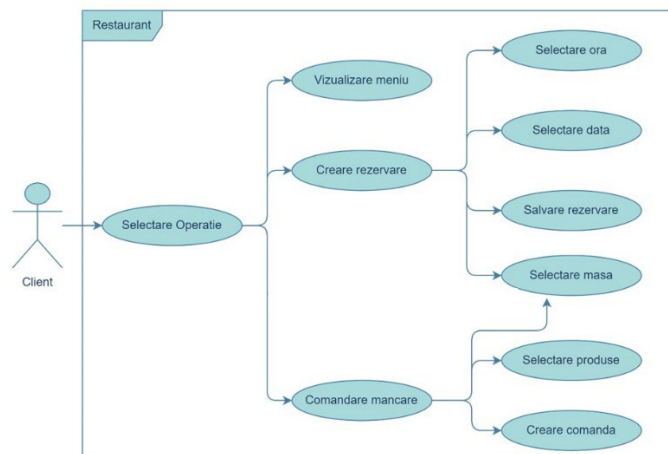 Restaurant
Selectare ora
Vizualizare meniu
Selectare data
Creare rezervare
Salvare rezervare
Selectare Operatie
Client
Selectare masa
Selectare produse
Comandare mancare
Creare comanda